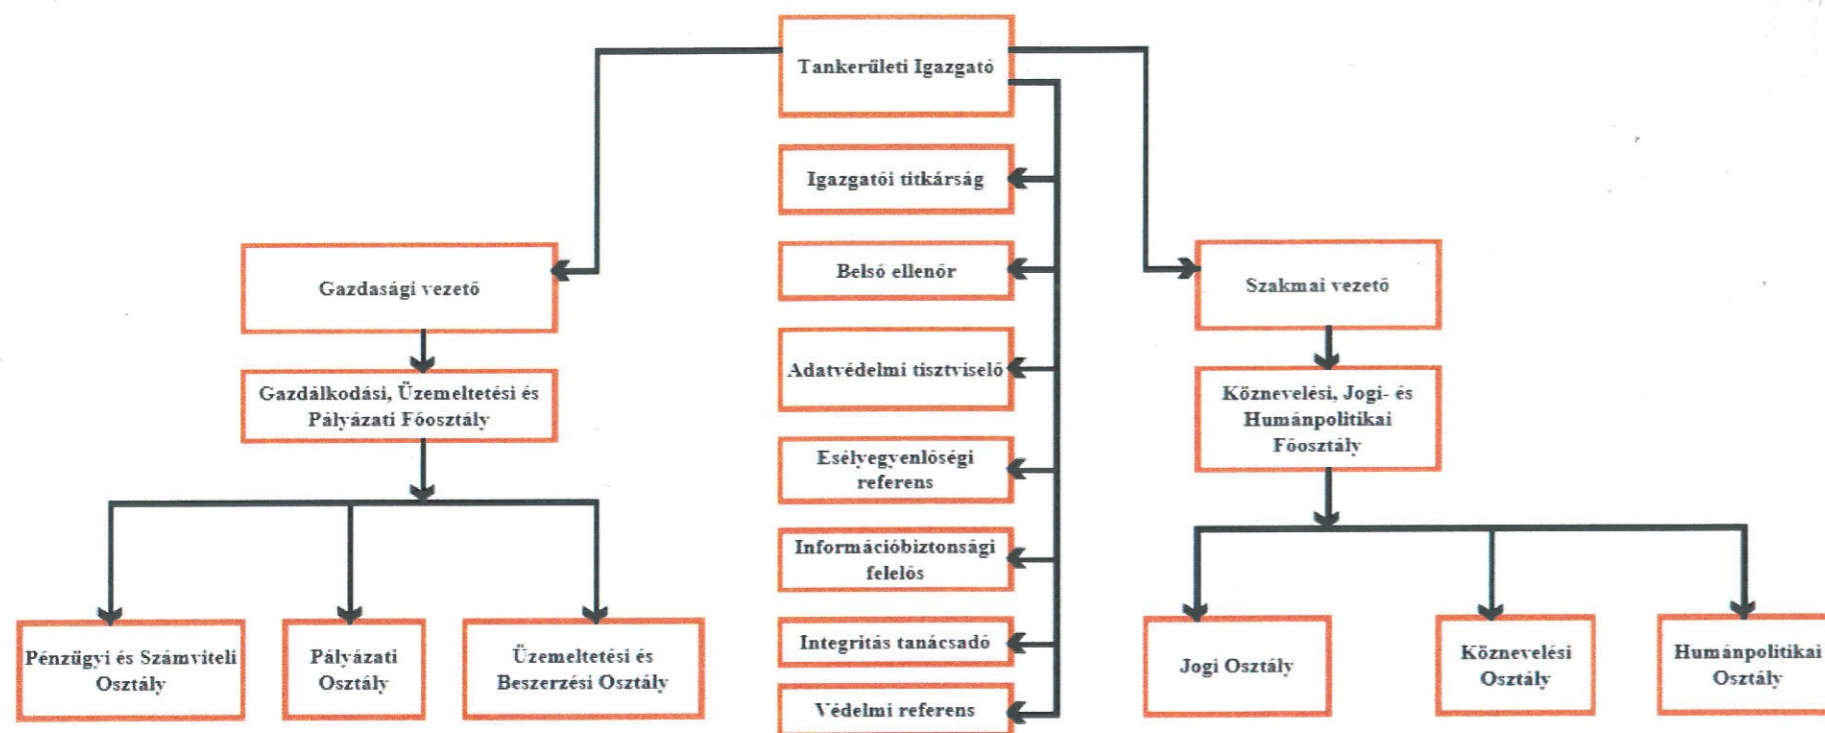 Tankerületi Igazgató
Igazgatói titkárság
Belső ellenőr
Adatvédelmi tisztviselő
Esélyegyenlőségi
referens
Információbiztonsági
felelős
Integritás tanácsadó
Védelmi referens
Gazdasági vezető
Gazdálkodási, Üzemeltetési és
Pályázati Főosztály
Pénzügyi és Számviteli
Osztály
Pályázati
Osztály
Üzemeltetési és
Beszerzési Osztály
Szakmai vezető
Köznevelési, Jogi- és
Humánpolitikai
Főosztály
Jogi Osztály
Köznevelési
Osztály
Humánpolitikai
Osztály